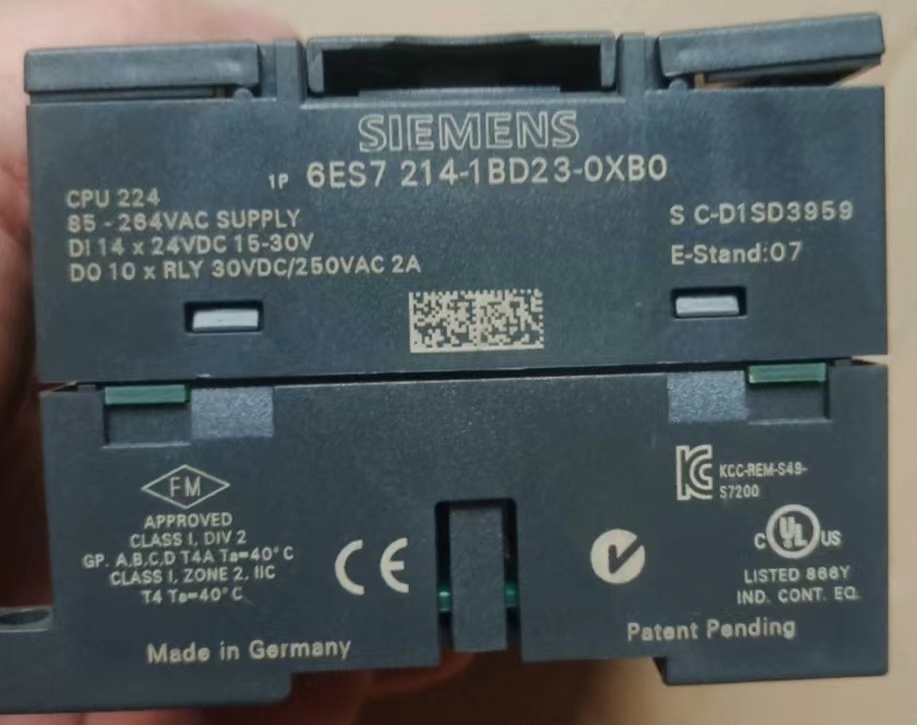 SIEMENS
1P 6ES7 214-1BD23-0XB0
CPU 224
85-264VAC SUPPLY
DI 14 x 24VDC 15-30V
DO 10 x RLY 30VDC/250VAC 2A
S C-D1SD3959
E-Stand:07
FM
APPROVED
CLASS I, DIV 2
GP. A,B,C,D T4A Ta=40°C
CLASS I, ZONE 2, IIC
T4 Ta=40°C
CE
KCC-REM-S49-
S7200
C UL US
LISTED 866Y
IND. CONT. EQ.
Made in Germany
Patent Pending